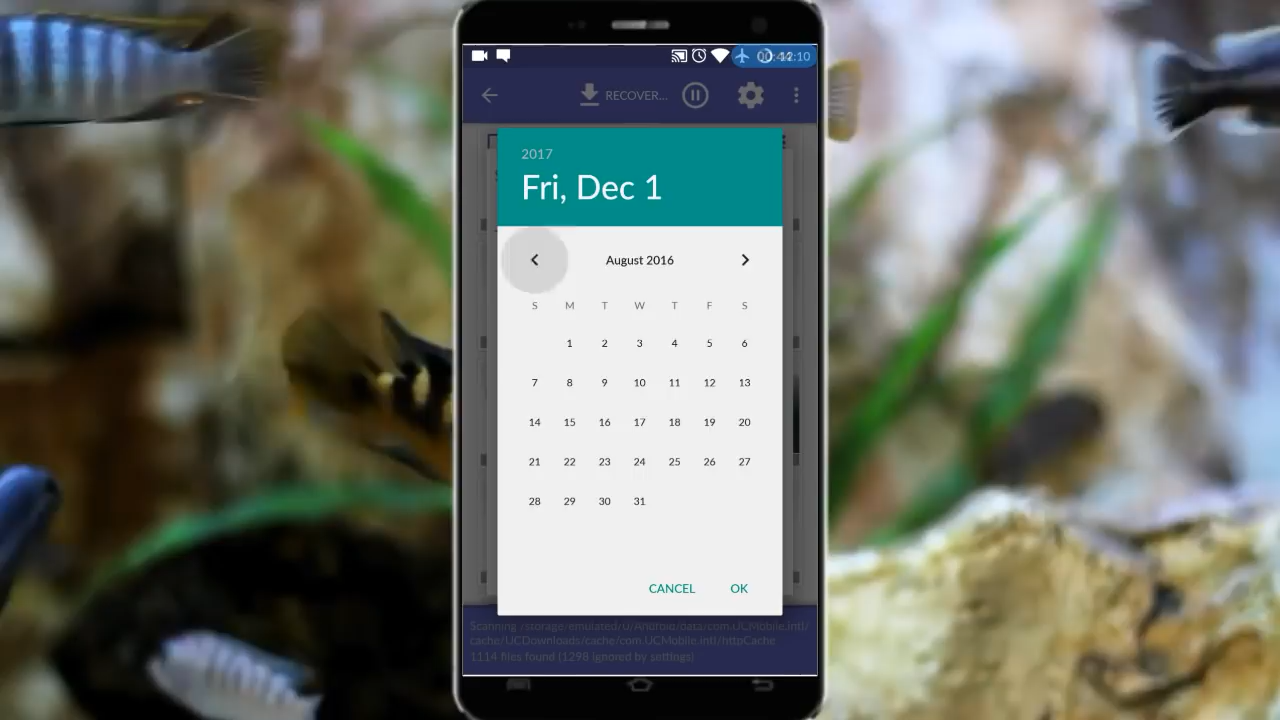 RECOVER...
2017
Fri, Dec 1
August 2016
S M T W T F S
1 2 3 4 5 6
7 8 9 10 11 12 13
14 15 16 17 18 19 20
21 22 23 24 25 26 27
28 29 30 31
CANCEL OK
Scanning /storage/emulated/0/Android/data/com.UCMobile.intl/
cache/UCDownloads/cache/com.UCMobile.intl/httpCache
1114 files found (1298 ignored by settings)